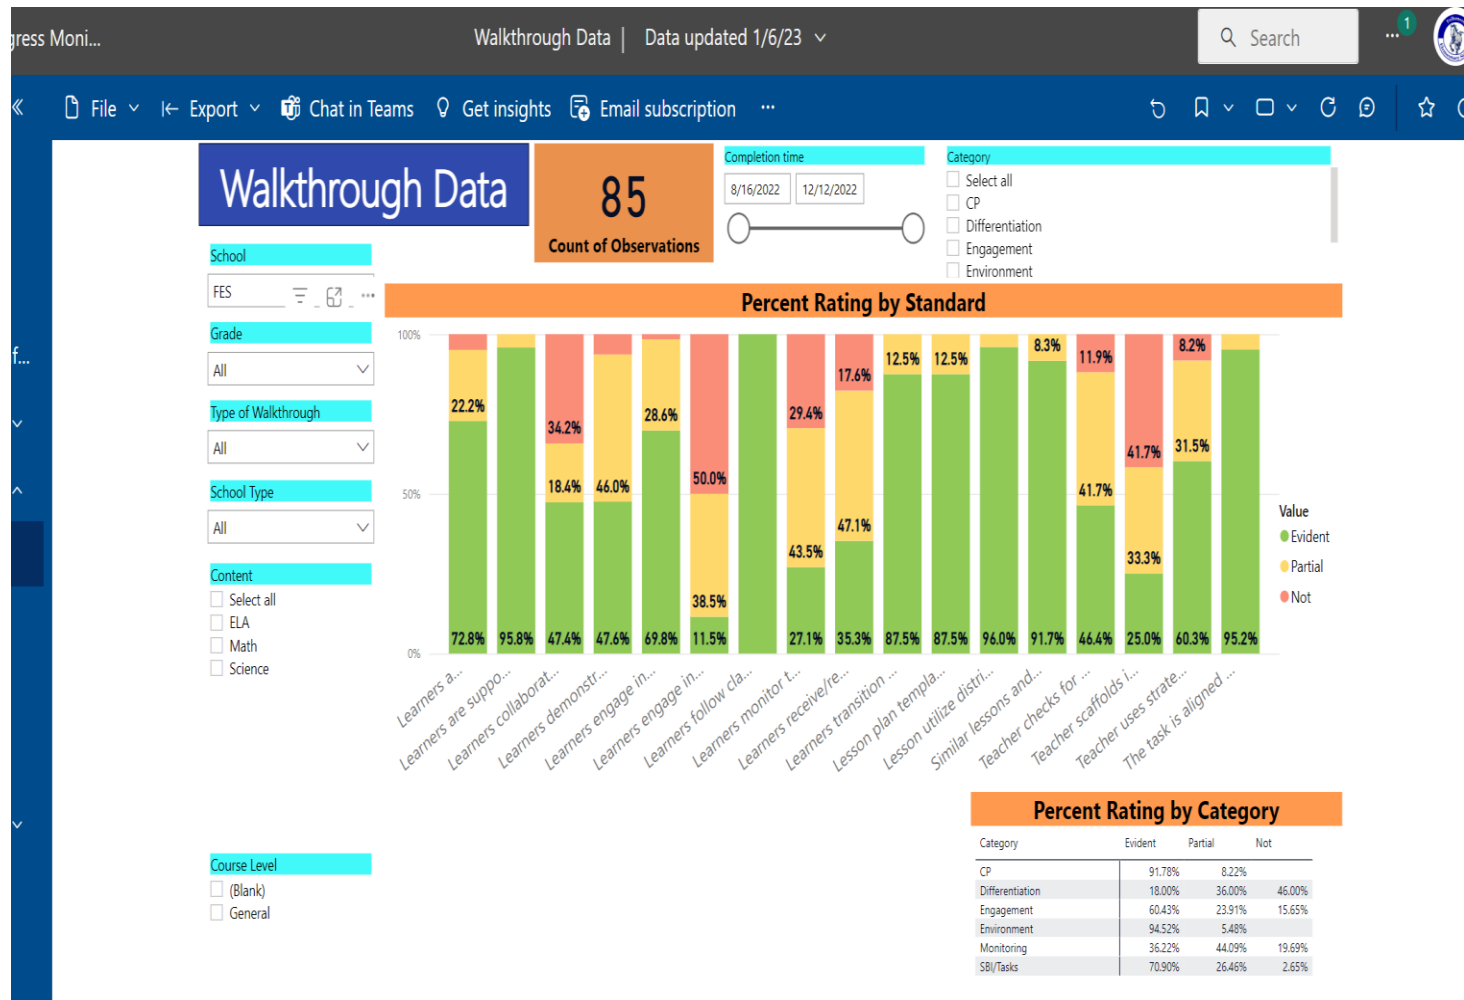 gress Moni...
Walkthrough Data | Data updated 1/6/23
Search
... 1
File
Export
Chat in Teams
Get insights
Email subscription
...
f...
Walkthrough Data
85
Count of Observations
Completion time
8/16/2022 12/12/2022
Category
Select all
CP
Differentiation
Engagement
Environment
School
FES
...
Grade
All
Type of Walkthrough
All
School Type
All
Content
Select all
ELA
Math
Science
Course Level
(Blank)
General
Percent Rating by Standard
100%
50%
0%
22.2%
72.8%
95.8%
34.2%
18.4%
47.4%
46.0%
47.6%
28.6%
69.8%
50.0%
38.5%
11.5%
29.4%
43.5%
27.1%
17.6%
47.1%
35.3%
12.5%
87.5%
12.5%
87.5%
96.0%
8.3%
91.7%
11.9%
41.7%
46.4%
41.7%
33.3%
25.0%
8.2%
31.5%
60.3%
95.2%
Learners a...
Learners are suppo...
Learners collaborat...
Learners demonstr...
Learners engage in...
Learners engage in...
Learners follow cla...
Learners monitor t...
Learners receive/re...
Learners transition ...
Lesson plan templa...
Lesson utilize distri...
Similar lessons and...
Teacher checks for ...
Teacher scaffolds i...
Teacher uses strate...
The task is aligned ...
Value
Evident
Partial
Not
Percent Rating by Category
Category Evident Partial Not
CP 91.78% 8.22%
Differentiation 18.00% 36.00% 46.00%
Engagement 60.43% 23.91% 15.65%
Environment 94.52% 5.48%
Monitoring 36.22% 44.09% 19.69%
SBI/Tasks 70.90% 26.46% 2.65%